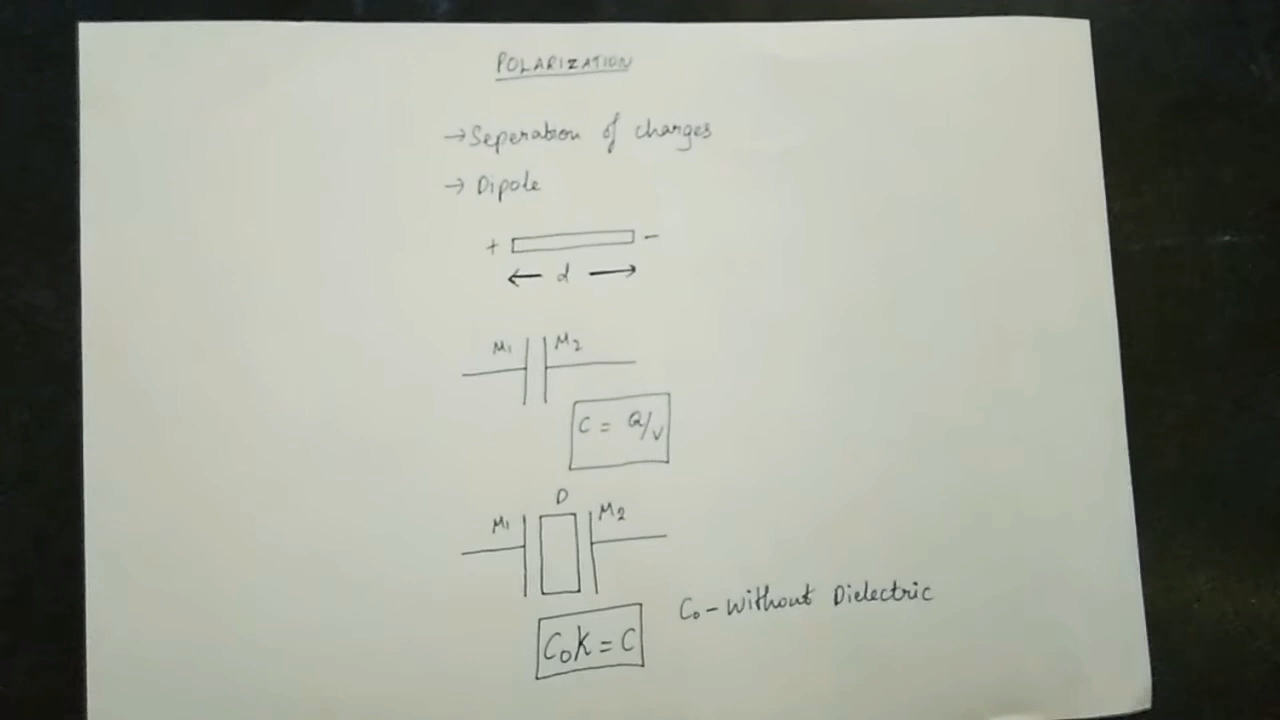 POLARIZATION
→ Seperation of charges
→ Dipole
+ −
← d →
M1 M2
C = Q/V
D
M1 M2
C0 - Without Dielectric
C0K = C